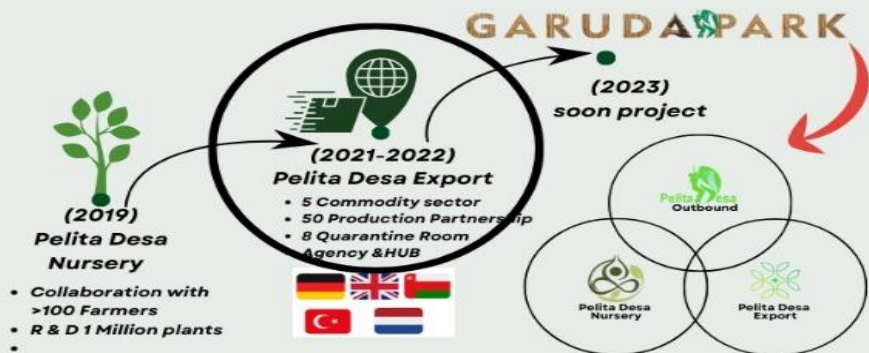 GARUDA PARK
(2023)
soon project
(2021-2022)
Pelita Desa Export
• 5 Commodity sector
• 50 Production Partnership
• 8 Quarantine Room
• Agency &HUB
(2019)
Pelita Desa
Nursery
• Collaboration with
>100 Farmers
• R & D 1 Million plants
•
Pelita Desa
Outbound
Pelita Desa
Nursery
Pelita Desa
Export